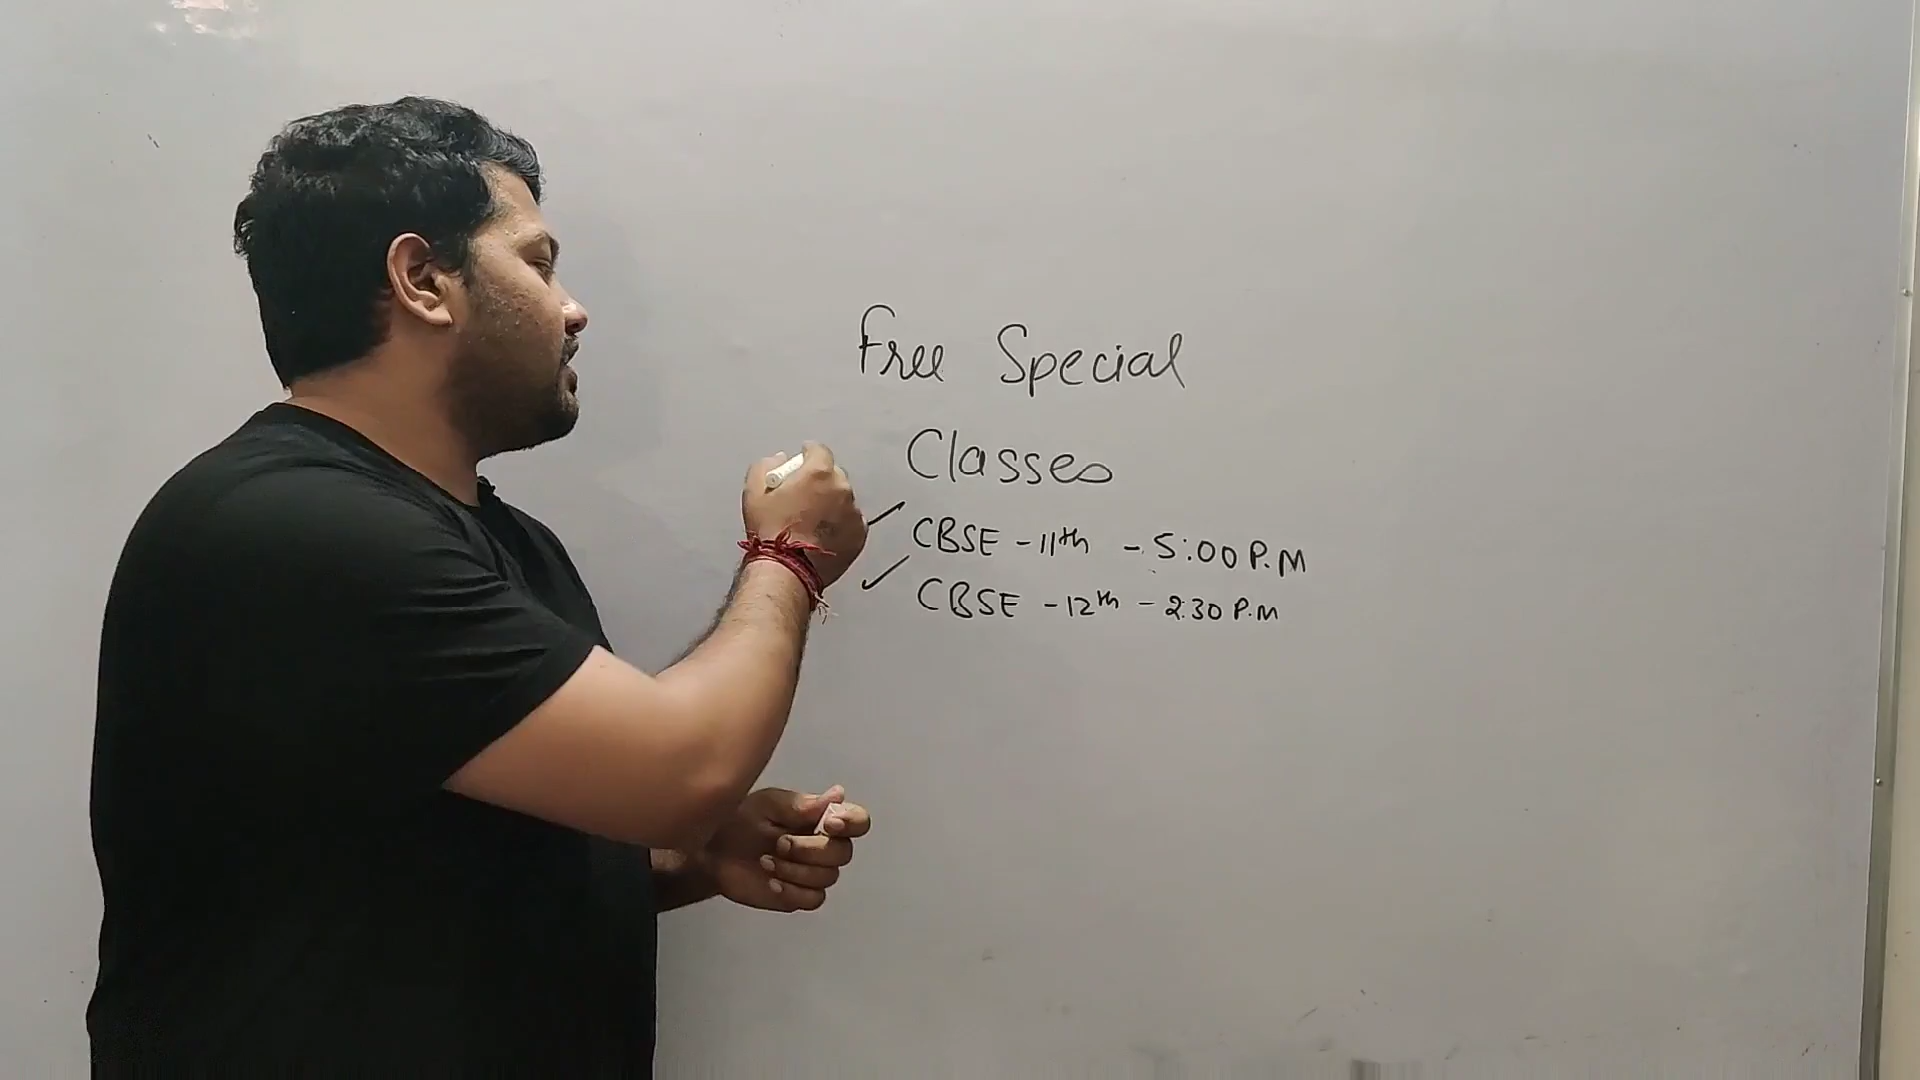 Free Special
Classes
CBSE - 11th - 5:00 P.M
CBSE - 12th - 2:30 P.M